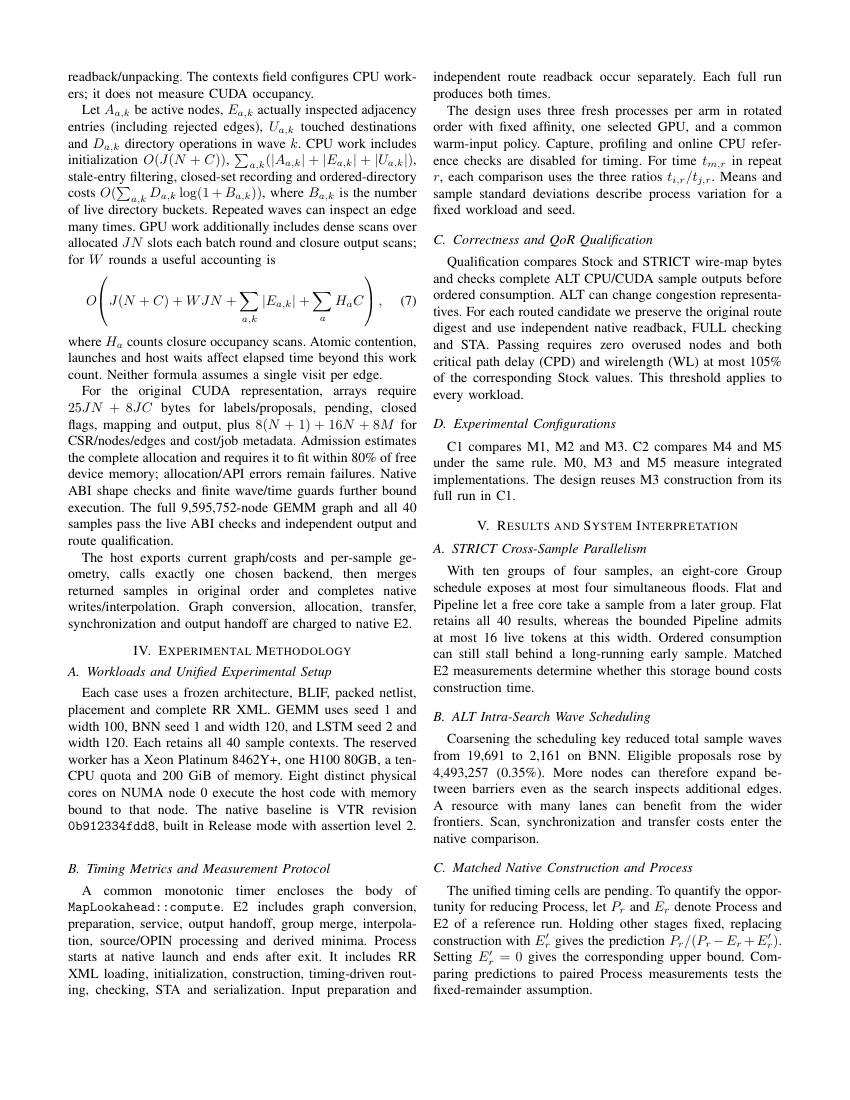 readback/unpacking. The contexts field configures CPU work-
ers; it does not measure CUDA occupancy.
Let A_{a,k} be active nodes, E_{a,k} actually inspected adjacency
entries (including rejected edges), U_{a,k} touched destinations
and D_{a,k} directory operations in wave k. CPU work includes
initialization O(J(N + C)), ∑_{a,k}(|A_{a,k}| + |E_{a,k}| + |U_{a,k}|),
stale-entry filtering, closed-set recording and ordered-directory
costs O(∑_{a,k} D_{a,k} log(1 + B_{a,k})), where B_{a,k} is the number
of live directory buckets. Repeated waves can inspect an edge
many times. GPU work additionally includes dense scans over
allocated JN slots each batch round and closure output scans;
for W rounds a useful accounting is
O(J(N + C) + WJN + ∑_{a,k} |E_{a,k}| + ∑_a H_aC), (7)
where H_a counts closure occupancy scans. Atomic contention,
launches and host waits affect elapsed time beyond this work
count. Neither formula assumes a single visit per edge.
For the original CUDA representation, arrays require
25JN + 8JC bytes for labels/proposals, pending, closed
flags, mapping and output, plus 8(N + 1) + 16N + 8M for
CSR/nodes/edges and cost/job metadata. Admission estimates
the complete allocation and requires it to fit within 80% of free
device memory; allocation/API errors remain failures. Native
ABI shape checks and finite wave/time guards further bound
execution. The full 9,595,752-node GEMM graph and all 40
samples pass the live ABI checks and independent output and
route qualification.
The host exports current graph/costs and per-sample ge-
ometry, calls exactly one chosen backend, then merges
returned samples in original order and completes native
writes/interpolation. Graph conversion, allocation, transfer,
synchronization and output handoff are charged to native E2.
IV. EXPERIMENTAL METHODOLOGY
A. Workloads and Unified Experimental Setup
Each case uses a frozen architecture, BLIF, packed netlist,
placement and complete RR XML. GEMM uses seed 1 and
width 100, BNN seed 1 and width 120, and LSTM seed 2 and
width 120. Each retains all 40 sample contexts. The reserved
worker has a Xeon Platinum 8462Y+, one H100 80GB, a ten-
CPU quota and 200 GiB of memory. Eight distinct physical
cores on NUMA node 0 execute the host code with memory
bound to that node. The native baseline is VTR revision
0b912334fdd8, built in Release mode with assertion level 2.
B. Timing Metrics and Measurement Protocol
A common monotonic timer encloses the body of
MapLookahead::compute. E2 includes graph conversion,
preparation, service, output handoff, group merge, interpola-
tion, source/OPIN processing and derived minima. Process
starts at native launch and ends after exit. It includes RR
XML loading, initialization, construction, timing-driven rout-
ing, checking, STA and serialization. Input preparation and
independent route readback occur separately. Each full run
produces both times.
The design uses three fresh processes per arm in rotated
order with fixed affinity, one selected GPU, and a common
warm-input policy. Capture, profiling and online CPU refer-
ence checks are disabled for timing. For time t_{m,r} in repeat
r, each comparison uses the three ratios t_{i,r}/t_{j,r}. Means and
sample standard deviations describe process variation for a
fixed workload and seed.
C. Correctness and QoR Qualification
Qualification compares Stock and STRICT wire-map bytes
and checks complete ALT CPU/CUDA sample outputs before
ordered consumption. ALT can change congestion representa-
tives. For each routed candidate we preserve the original route
digest and use independent native readback, FULL checking
and STA. Passing requires zero overused nodes and both
critical path delay (CPD) and wirelength (WL) at most 105%
of the corresponding Stock values. This threshold applies to
every workload.
D. Experimental Configurations
C1 compares M1, M2 and M3. C2 compares M4 and M5
under the same rule. M0, M3 and M5 measure integrated
implementations. The design reuses M3 construction from its
full run in C1.
V. RESULTS AND SYSTEM INTERPRETATION
A. STRICT Cross-Sample Parallelism
With ten groups of four samples, an eight-core Group
schedule exposes at most four simultaneous floods. Flat and
Pipeline let a free core take a sample from a later group. Flat
retains all 40 results, whereas the bounded Pipeline admits
at most 16 live tokens at this width. Ordered consumption
can still stall behind a long-running early sample. Matched
E2 measurements determine whether this storage bound costs
construction time.
B. ALT Intra-Search Wave Scheduling
Coarsening the scheduling key reduced total sample waves
from 19,691 to 2,161 on BNN. Eligible proposals rose by
4,493,257 (0.35%). More nodes can therefore expand be-
tween barriers even as the search inspects additional edges.
A resource with many lanes can benefit from the wider
frontiers. Scan, synchronization and transfer costs enter the
native comparison.
C. Matched Native Construction and Process
The unified timing cells are pending. To quantify the oppor-
tunity for reducing Process, let P_r and E_r denote Process and
E2 of a reference run. Holding other stages fixed, replacing
construction with E′_r gives the prediction P_r/(P_r − E_r + E′_r).
Setting E′_r = 0 gives the corresponding upper bound. Com-
paring predictions to paired Process measurements tests the
fixed-remainder assumption.